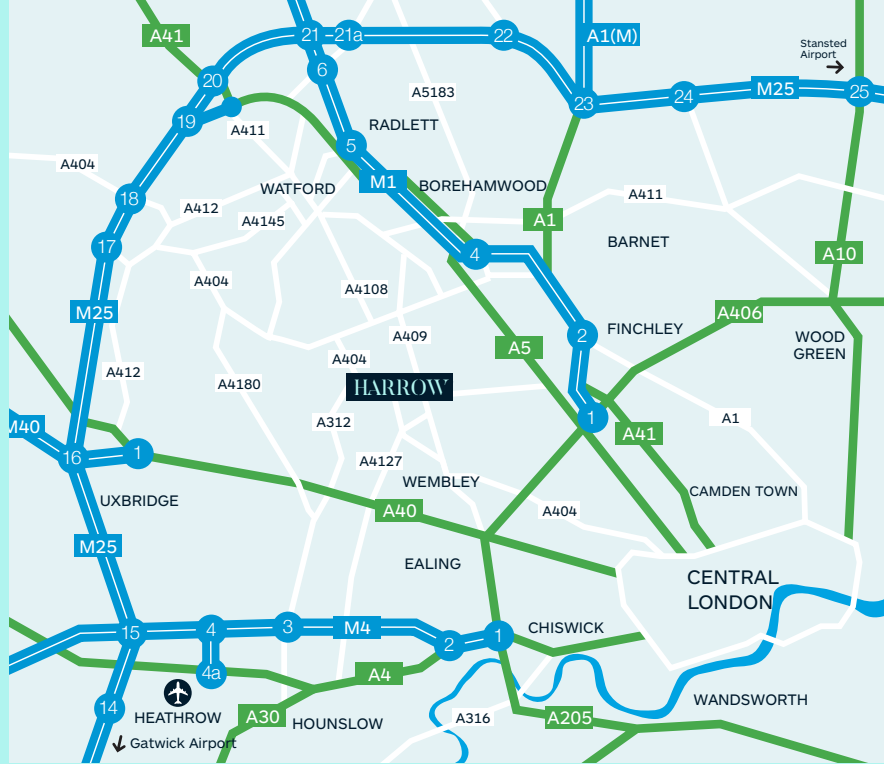 A41
21
21a
22
A1(M)
Stansted
Airport
20
6
A5183
23
24
M25
25
19
A411
RADLETT
5
A404
WATFORD
M1
BOREHAMWOOD
18
A412
A4145
A411
A1
17
BARNET
4
A10
A404
A4108
M25
A406
A409
2
FINCHLEY
WOOD
GREEN
A5
A412
A404
A4180
HARROW
A312
1
A41
A1
M40
16
1
A4127
WEMBLEY
UXBRIDGE
A40
A404
CAMDEN TOWN
M25
EALING
CENTRAL
LONDON
15
4
3
M4
2
1
CHISWICK
4a
A4
14
HEATHROW
A30
HOUNSLOW
A316
A205
WANDSWORTH
Gatwick Airport